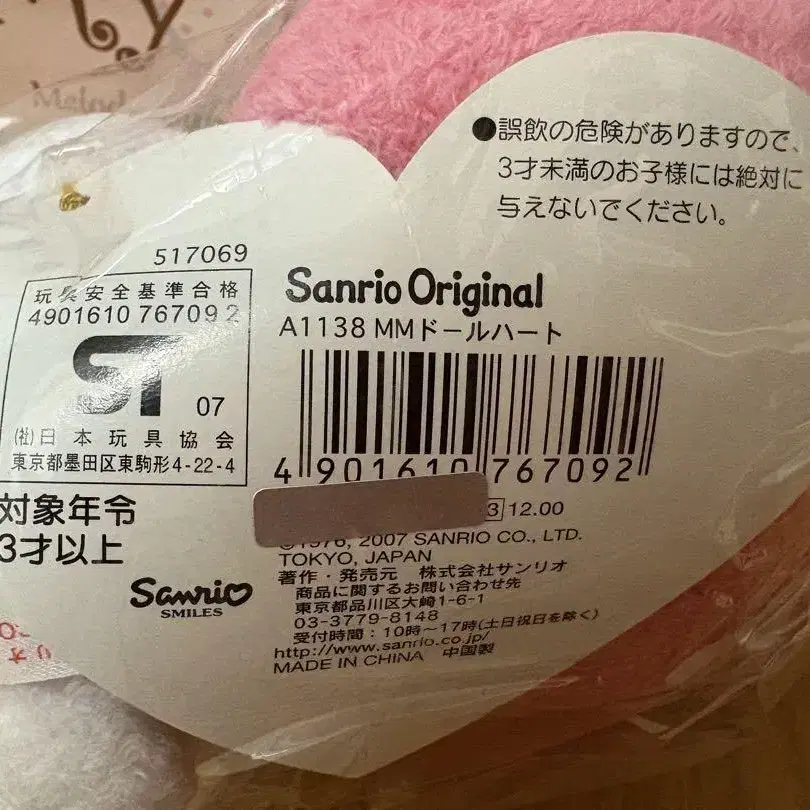 ●誤飲の危険がありますので、
3才未満のお子様には絶対に
与えないでください。
517069
玩具安全基準合格
4901610 767092
ST 07
(社)日本玩具協会
東京都墨田区東駒形4-22-4
対象年令
3才以上
Sanrio
SMILES
Sanrio Original
A1138 MMドールハート
4 901610 767092
3 12.00
©1976, 2007 SANRIO CO., LTD.
TOKYO, JAPAN
著作・発売元 株式会社サンリオ
商品に関するお問い合わせ先
東京都品川区大崎1-6-1
03-3779-8148
受付時間：10時〜17時(土日祝日を除く)
http://www.sanrio.co.jp/
MADE IN CHINA 中国製